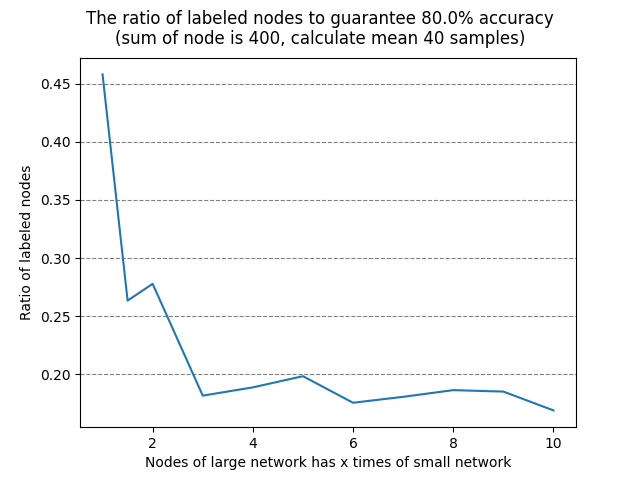 The ratio of labeled nodes to guarantee 80.0% accuracy
(sum of node is 400, calculate mean 40 samples)
0.45
0.40
0.35
0.30
0.25
0.20
Ratio of labeled nodes
2 4 6 8 10
Nodes of large network has x times of small network